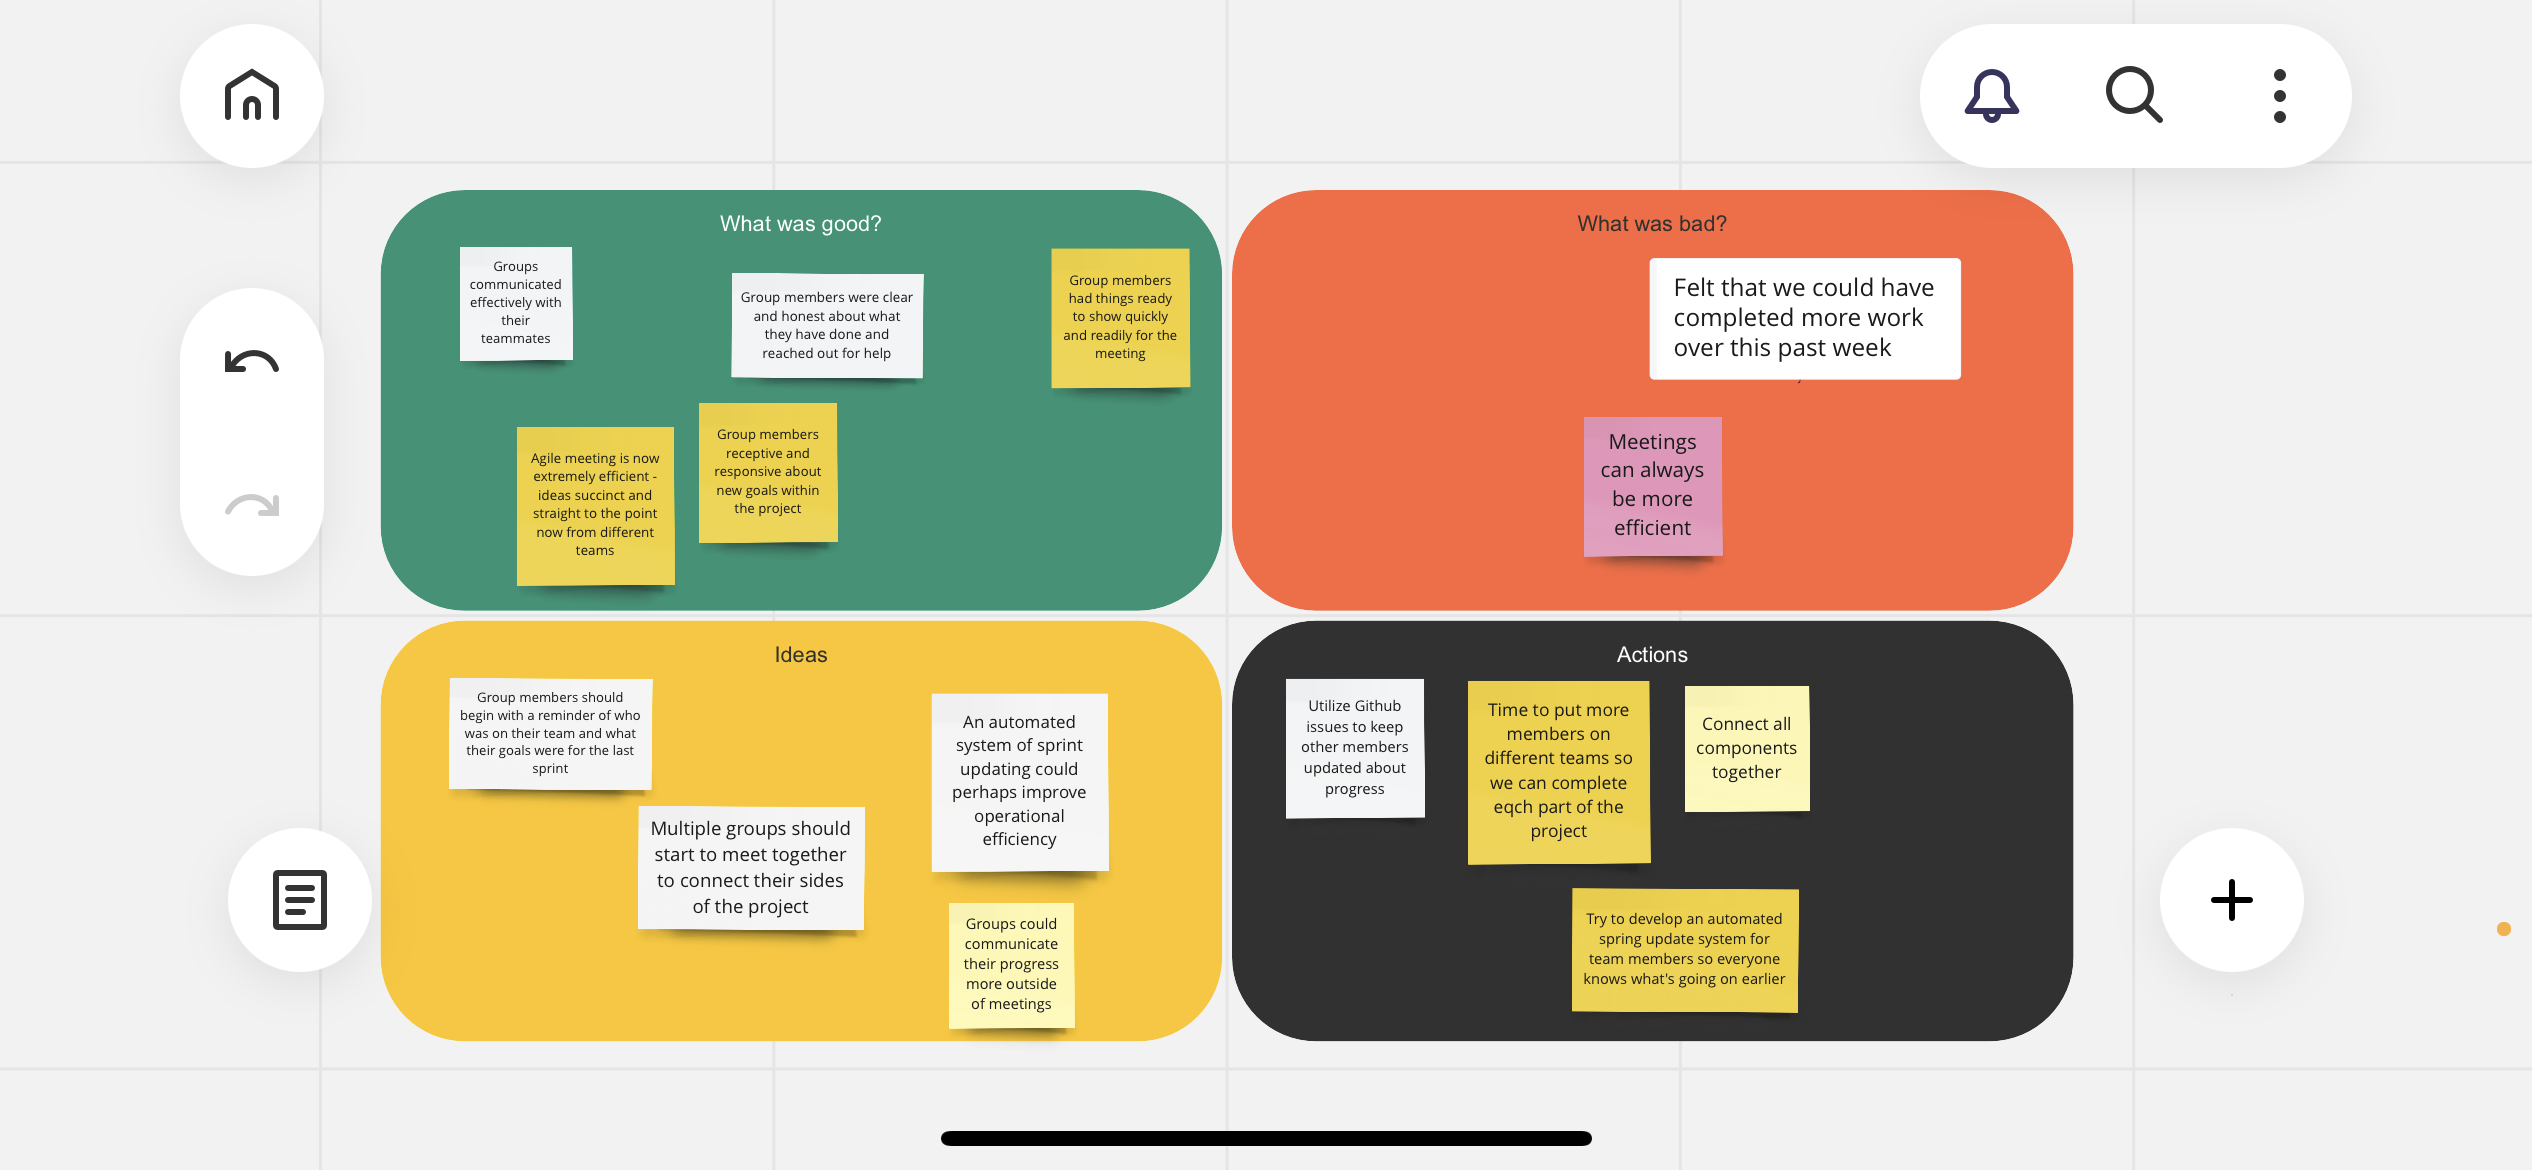 What was good?
Groups
communicated
effectively with
their
teammates
Group members were clear
and honest about what
they have done and
reached out for help
Group members
had things ready
to show quickly
and readily for the
meeting
Agile meeting is now
extremely efficient -
ideas succinct and
straight to the point
now from different
teams
Group members
receptive and
responsive about
new goals within
the project
What was bad?
Felt that we could have
completed more work
over this past week
Meetings
can always
be more
efficient
Ideas
Group members should
begin with a reminder of who
was on their team and what
their goals were for the last
sprint
Multiple groups should
start to meet together
to connect their sides
of the project
An automated
system of sprint
updating could
perhaps improve
operational
efficiency
Groups could
communicate
their progress
more outside
of meetings
Actions
Utilize Github
issues to keep
other members
updated about
progress
Time to put more
members on
different teams so
we can complete
eqch part of the
project
Connect all
components
together
Try to develop an automated
spring update system for
team members so everyone
knows what's going on earlier